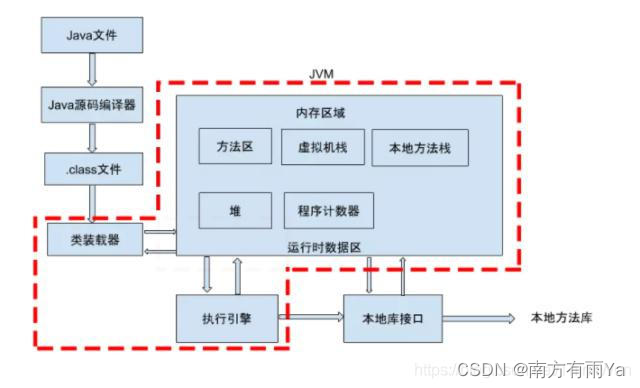 Java文件
JVM
Java源码编译器
内存区域
方法区
虚拟机栈
本地方法栈
.class文件
堆
程序计数器
类装载器
运行时数据区
执行引擎
本地库接口
本地方法库
CSDN @南方有雨Ya